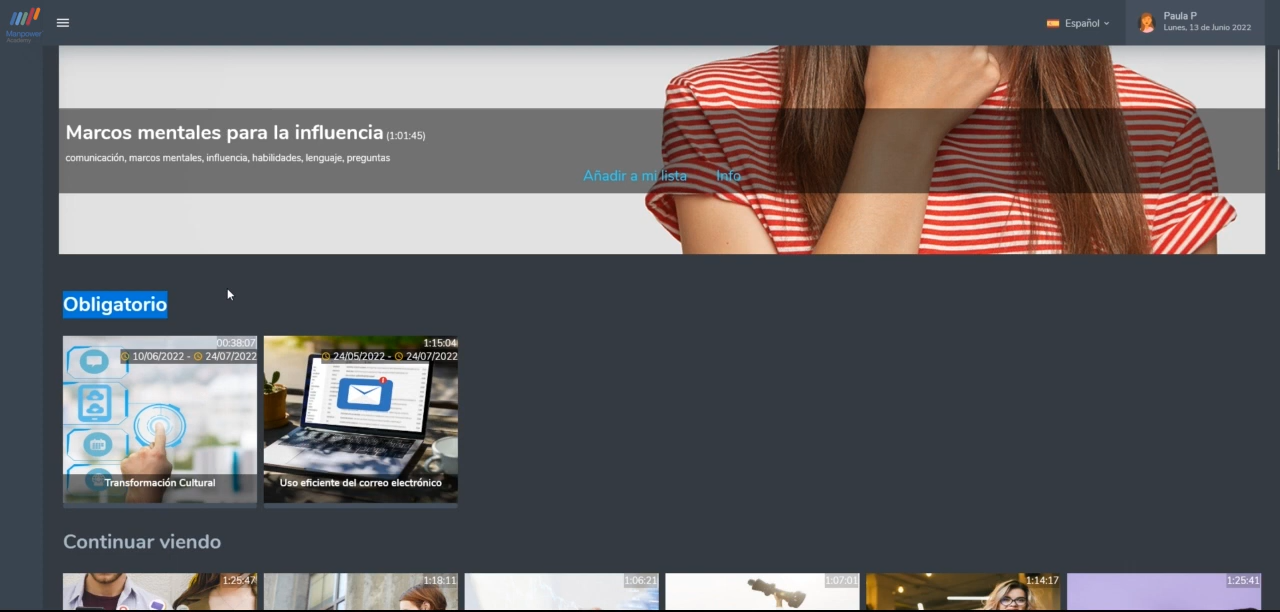 Manpower
Academy
Español
Paula P
Lunes, 13 de Junio 2022
Marcos mentales para la influencia (1:01:45)
comunicación, marcos mentales, influencia, habilidades, lenguaje, preguntas
Añadir a mi lista Info
Obligatorio
00:38:07
10/06/2022 - 24/07/2022
Transformación Cultural
1:15:04
24/05/2022 - 24/07/2022
Uso eficiente del correo electrónico
Continuar viendo
1:25:47
1:18:11
1:06:21
1:07:01
1:14:17
1:25:41